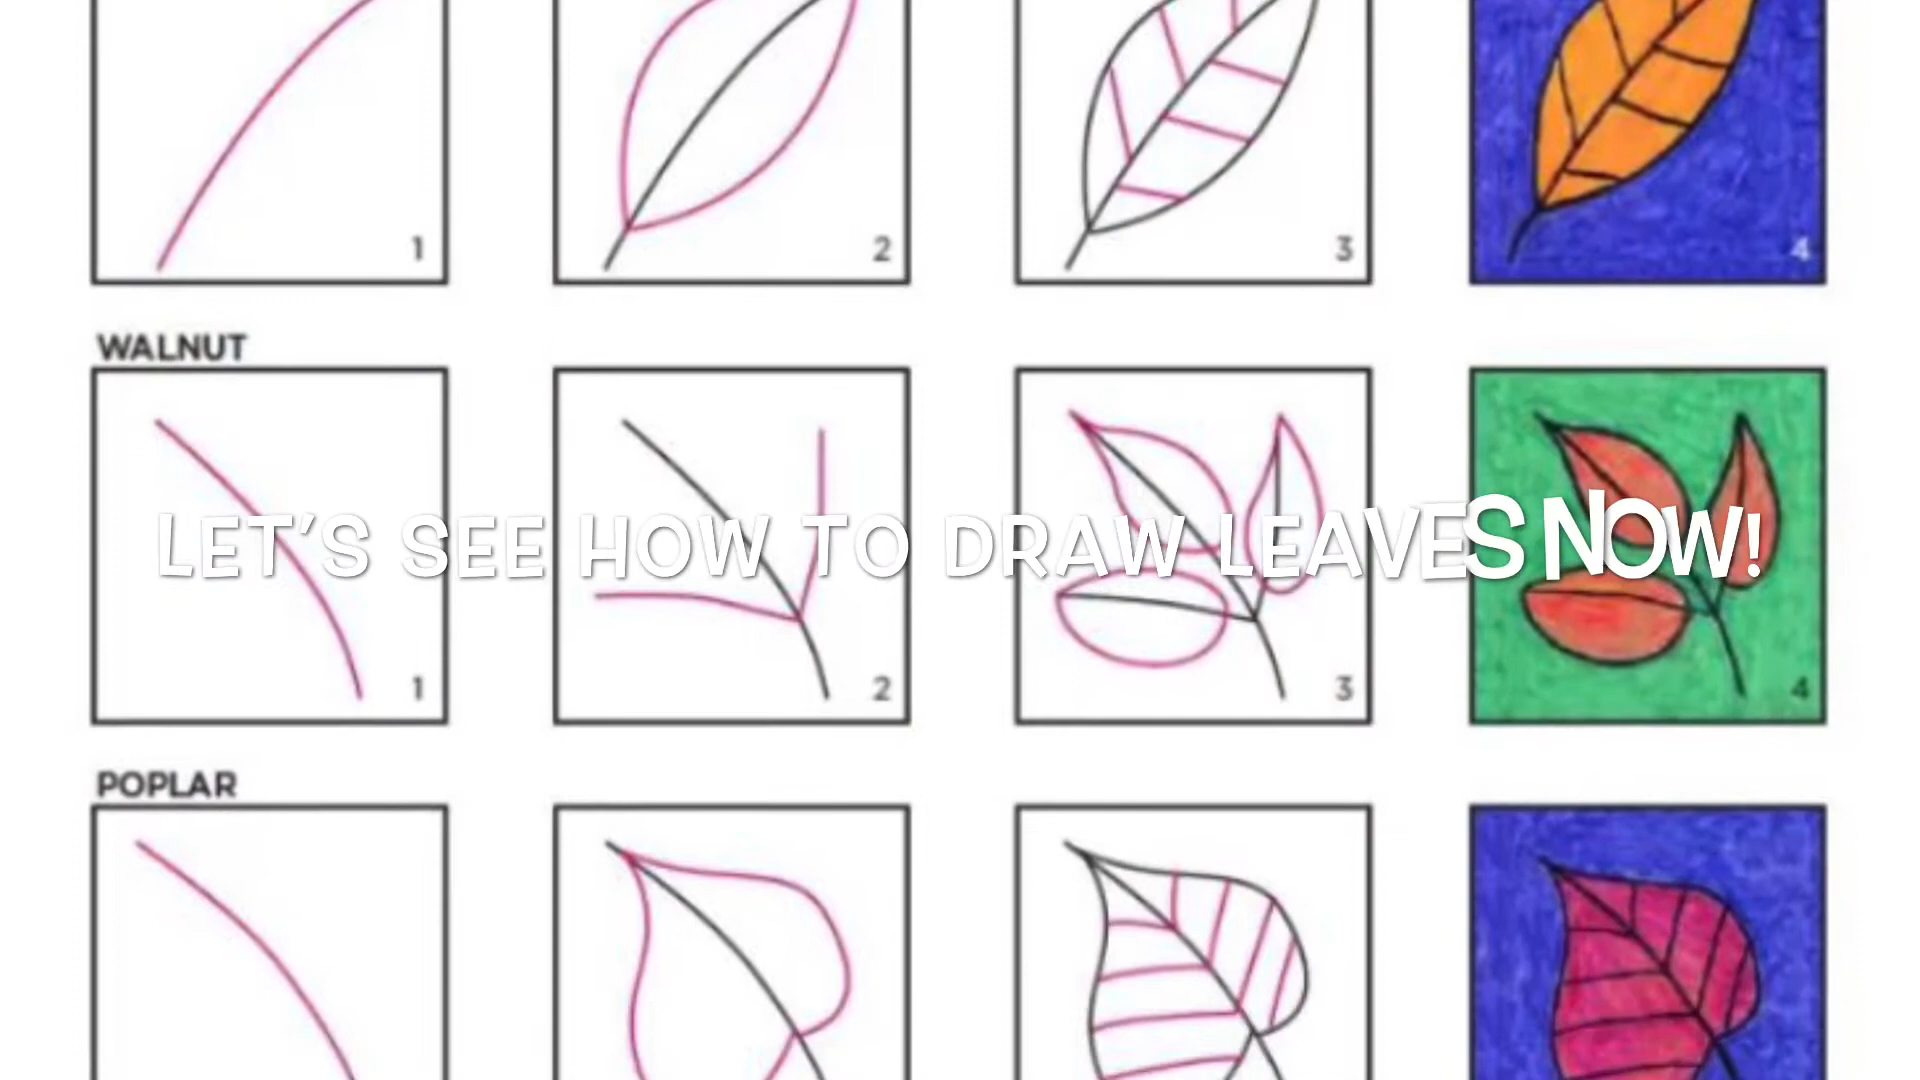 1 2 3 4
WALNUT
LET'S SEE HOW TO DRAW LEAVES NOW!
1 2 3 4
POPLAR